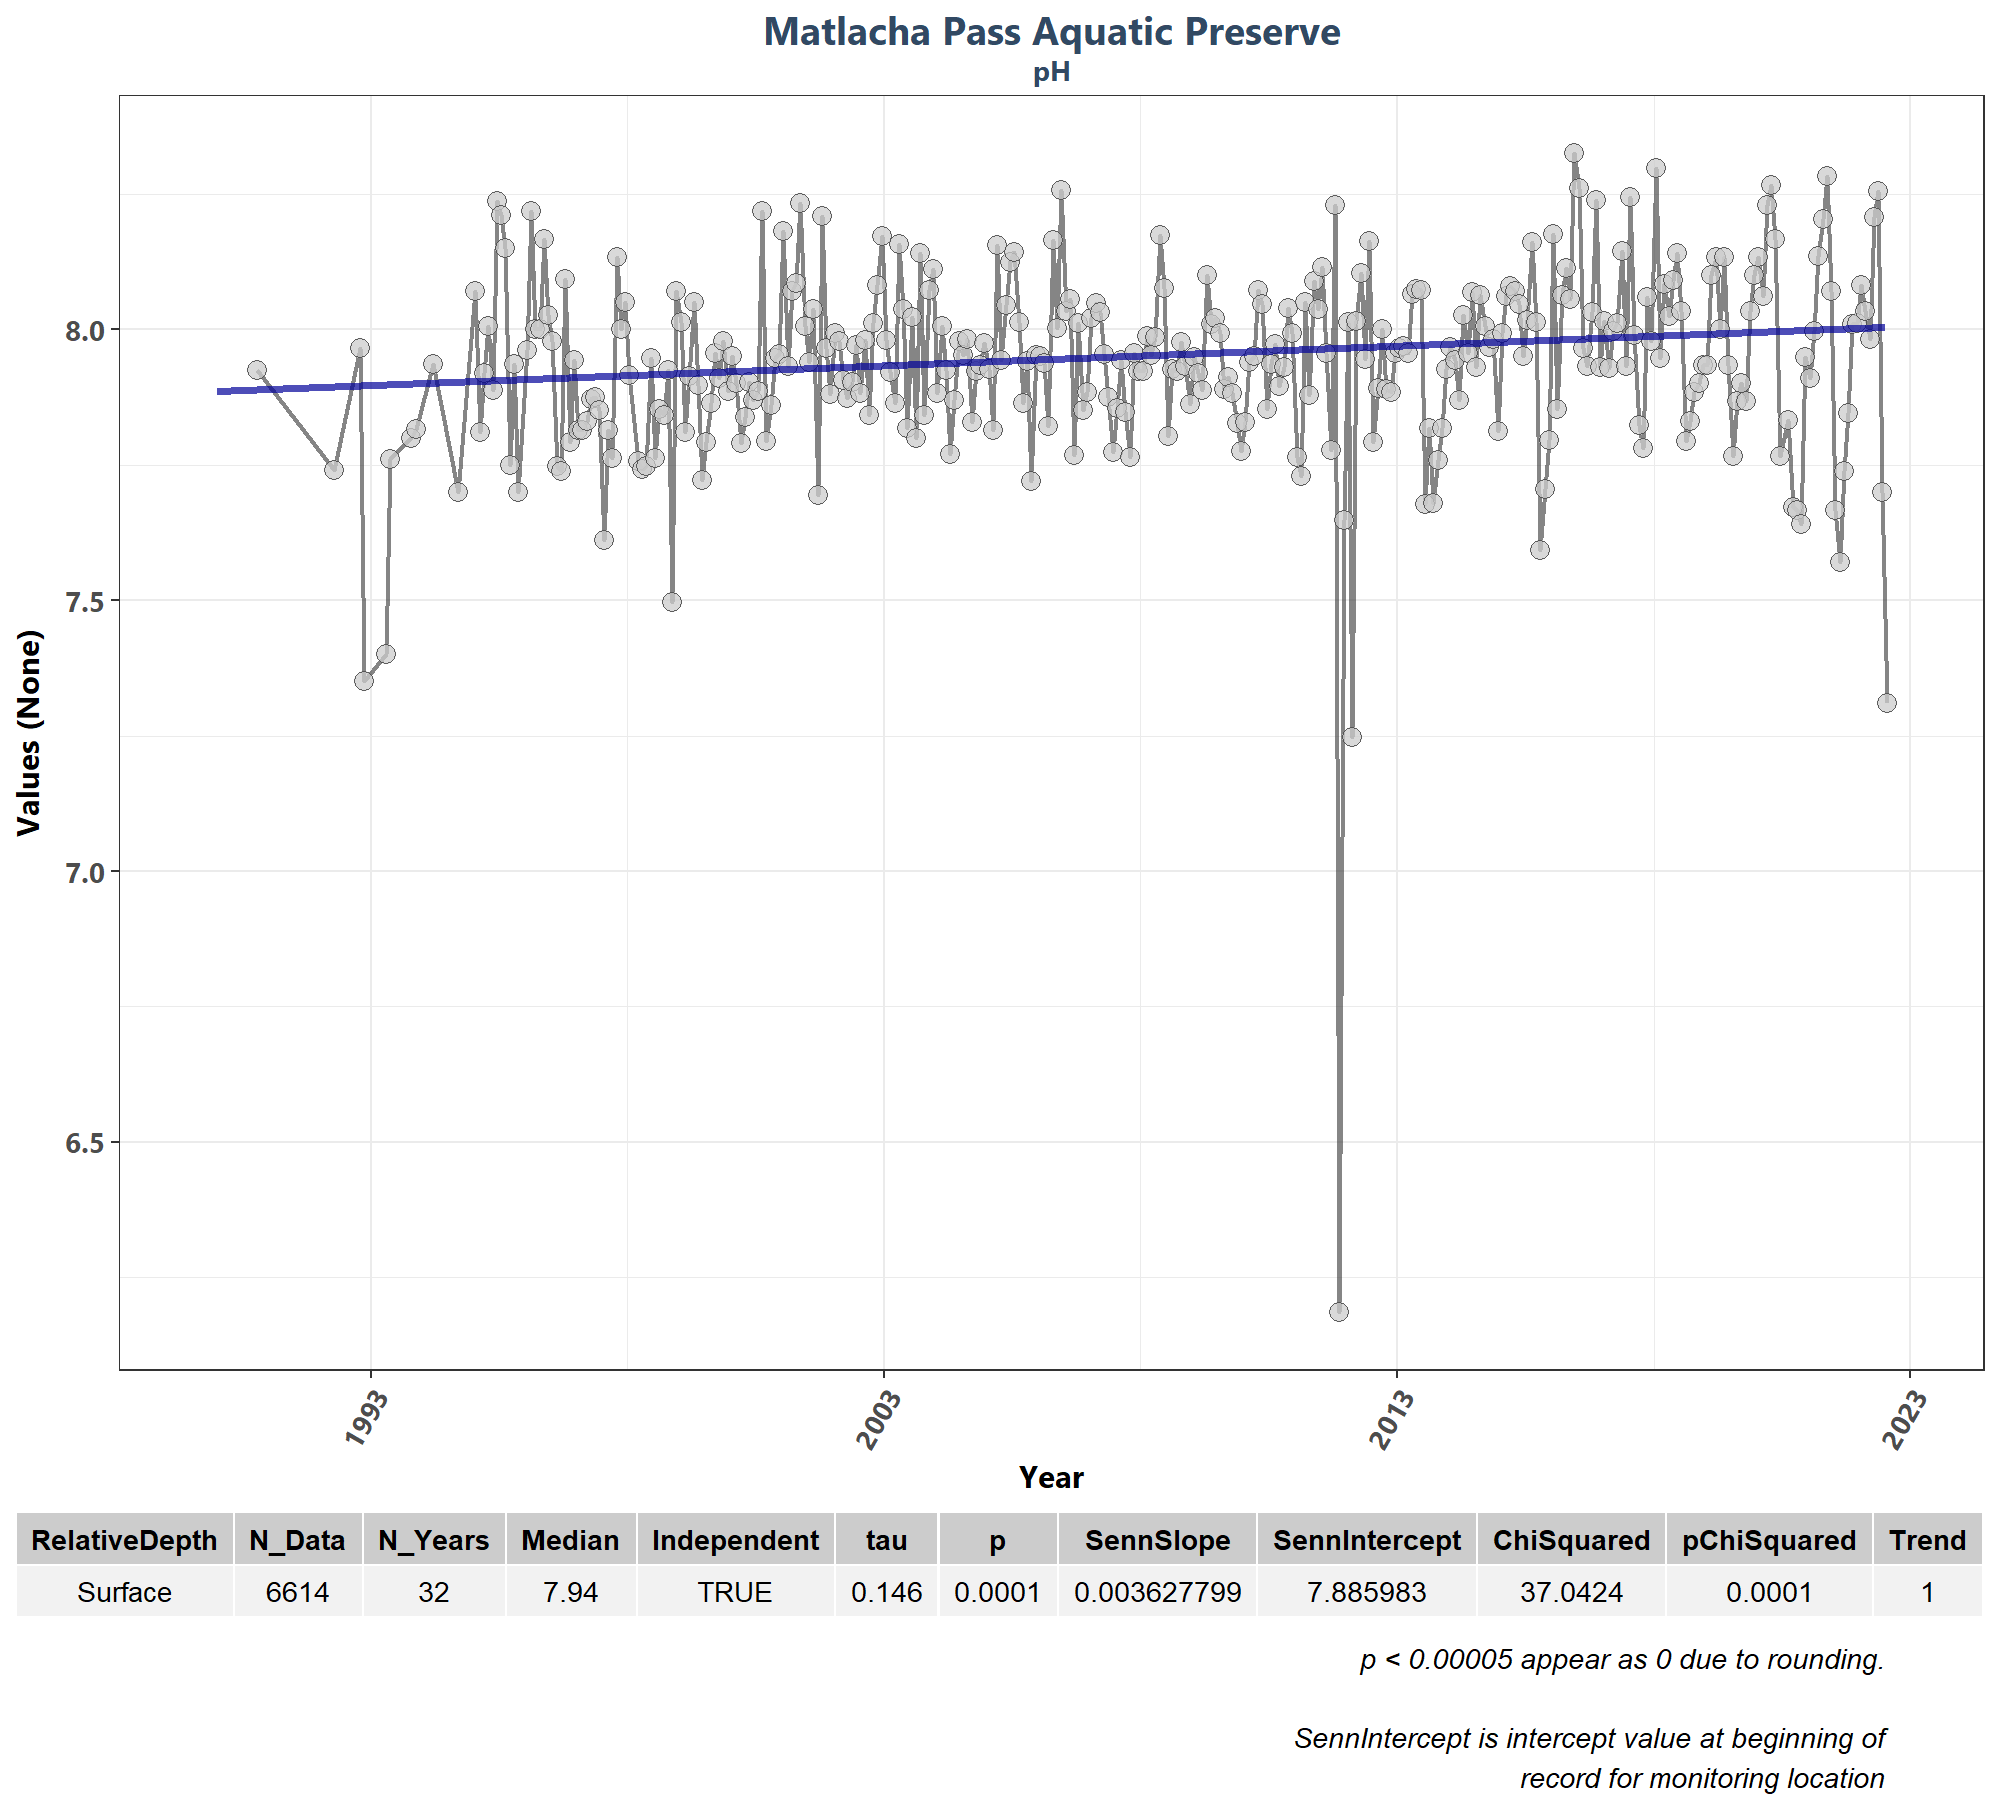 Matlacha Pass Aquatic Preserve
pH
Values (None)
8.0
7.5
7.0
6.5
1993
2003
2013
2023
Year
RelativeDepth N_Data N_Years Median Independent tau p SennSlope SennIntercept ChiSquared pChiSquared Trend
Surface 6614 32 7.94 TRUE 0.146 0.0001 0.003627799 7.885983 37.0424 0.0001 1
p < 0.00005 appear as 0 due to rounding.
SennIntercept is intercept value at beginning of
record for monitoring location